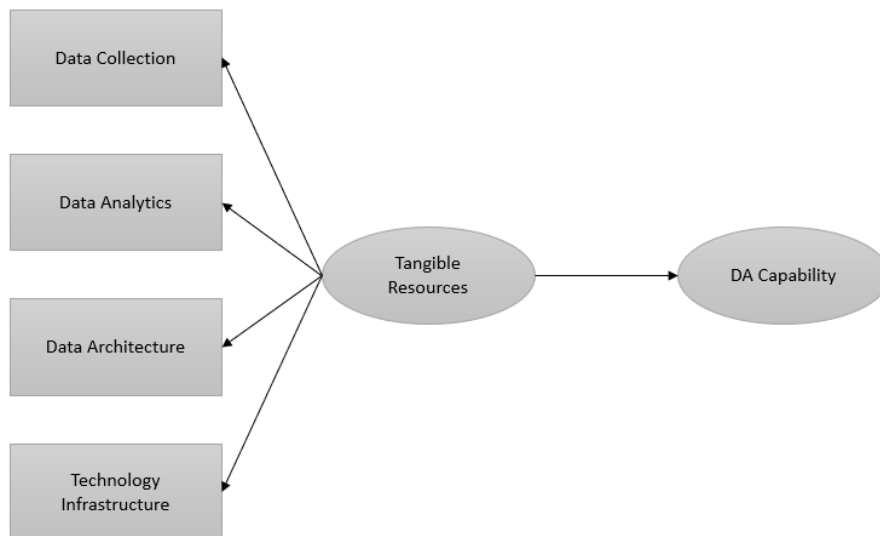 Data Collection
Data Analytics
Tangible
Resources
DA Capability
Data Architecture
Technology
Infrastructure